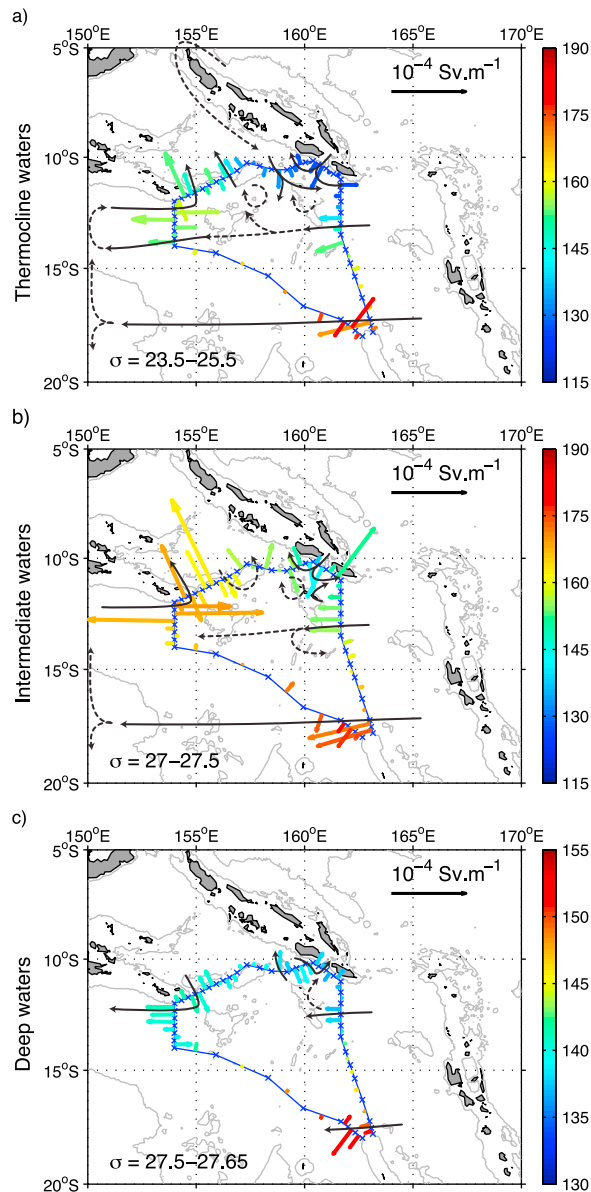 a)
150°E 155°E 160°E 165°E 170°E
5°S
10°S
15°S
20°S
Thermocline waters
10⁻⁴ Sv.m⁻¹
σ = 23.5–25.5
190
175
160
145
130
115
b)
150°E 155°E 160°E 165°E 170°E
5°S
10°S
15°S
20°S
Intermediate waters
10⁻⁴ Sv.m⁻¹
σ = 27–27.5
190
175
160
145
130
115
c)
150°E 155°E 160°E 165°E 170°E
5°S
10°S
15°S
20°S
Deep waters
10⁻⁴ Sv.m⁻¹
σ = 27.5–27.65
155
150
145
140
135
130